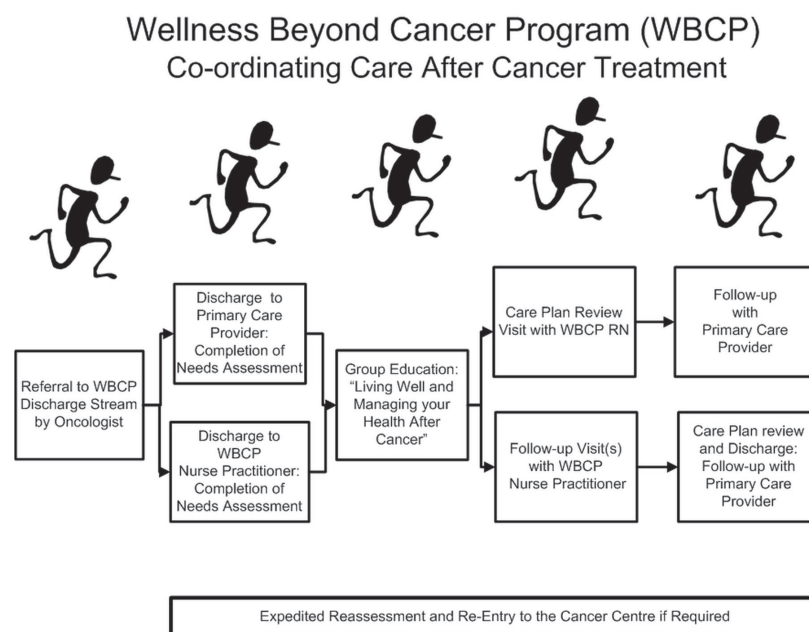 Wellness Beyond Cancer Program (WBCP)
Co-ordinating Care After Cancer Treatment
Referral to WBCP
Discharge Stream
by Oncologist
Discharge to
Primary Care
Provider:
Completion of
Needs Assessment
Discharge to
WBCP
Nurse Practitioner:
Completion of
Needs Assessment
Group Education:
“Living Well and
Managing your
Health After
Cancer”
Care Plan Review
Visit with WBCP RN
Follow-up
with
Primary Care
Provider
Follow-up Visit(s)
with WBCP
Nurse Practitioner
Care Plan review
and Discharge:
Follow-up with
Primary Care
Provider
Expedited Reassessment and Re-Entry to the Cancer Centre if Required